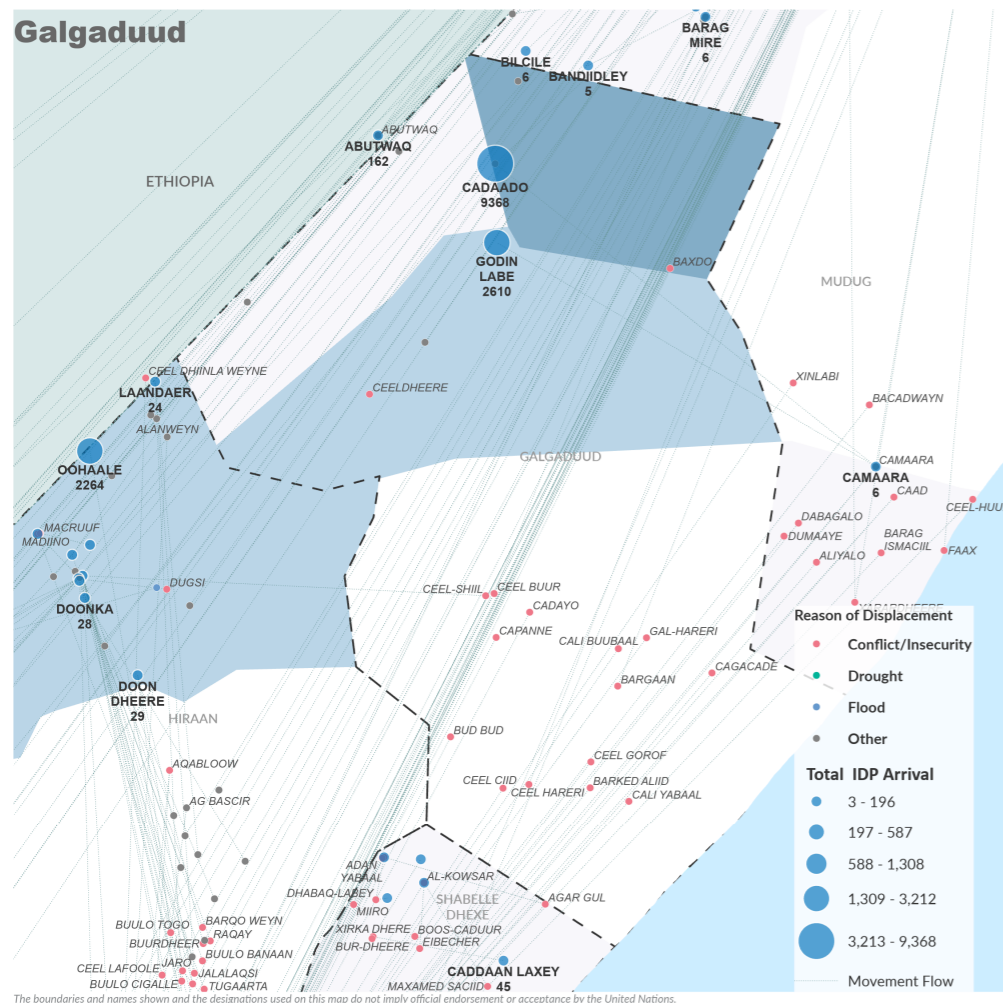 Galgaduud
BARAG
MIRE
6
BILCILE
6
BANDIIDLEY
5
ABUTWAQ
ABUTWAQ
162
ETHIOPIA
CADAADO
9368
GODIN
LABE
2610
BAXDO
MUDUG
CEEL DHIINLA WEYNE
LAANDAER
24
ALANWEYN
CEELDHEERE
XINLABI
BACADWAYN
OOHAALE
2264
GALGADUUD
CAMAARA
CAMAARA
6
CAAD
CEEL-HUU
MACRUUF
MADIINO
DABAGALO
DUMAAYE
BARAG
ISMACIIL
FAAX
ALIYALO
DUGSI
DOONKA
28
CEEL-SHIIL
CEEL BUUR
CADAYO
CAPANNE
CALI BUUBAAL
GAL-HARERI
BARGAAN
CAGACADE
DOON
DHEERE
29
HIRAAN
BUD BUD
AQABLOOW
AG BASCIR
CEEL GOROF
CEEL CIID
CEEL HARERI
BARKED ALIID
CALI YABAAL
Reason of Displacement
Conflict/Insecurity
Drought
Flood
Other
Total IDP Arrival
3 - 196
197 - 587
588 - 1,308
1,309 - 3,212
3,213 - 9,368
Movement Flow
ADAN
YABAAL
AL-KOWSAR
DHABAQ-LABEY
MIIRO
SHABELLE
DHEXE
AGAR GUL
BUULO TOGO
BARQO WEYN
RAQAY
BUURDHEER
XIRKA DHERE
BOOS-CADUUR
BUR-DHEERE
EIBECHER
BUULO BANAAN
JARO
CEEL LAFOOLE
JALALAQSI
BUULO CIGALLE
TUGAARTA
CADDAAN LAXEY
45
MAXAMED SACIID
The boundaries and names shown and the designations used on this map do not imply official endorsement or acceptance by the United Nations.